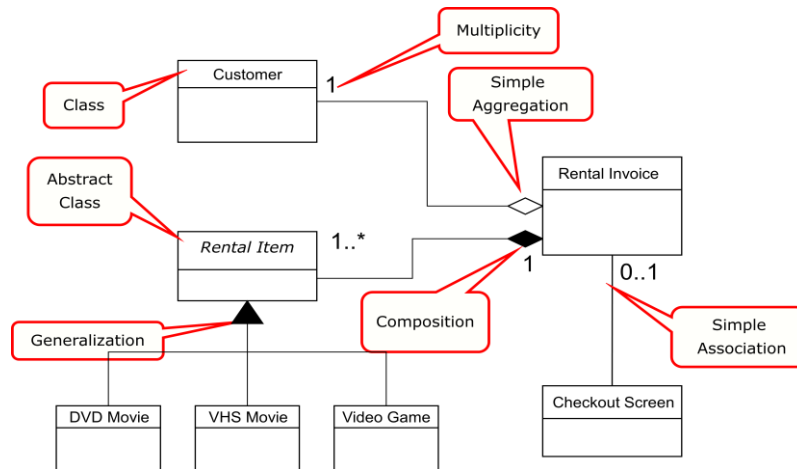 Multiplicity
Customer
1
Class
Simple
Aggregation
Rental Invoice
Abstract
Class
Rental Item
1..*
1
0..1
Composition
Generalization
Simple
Association
DVD Movie
VHS Movie
Video Game
Checkout Screen